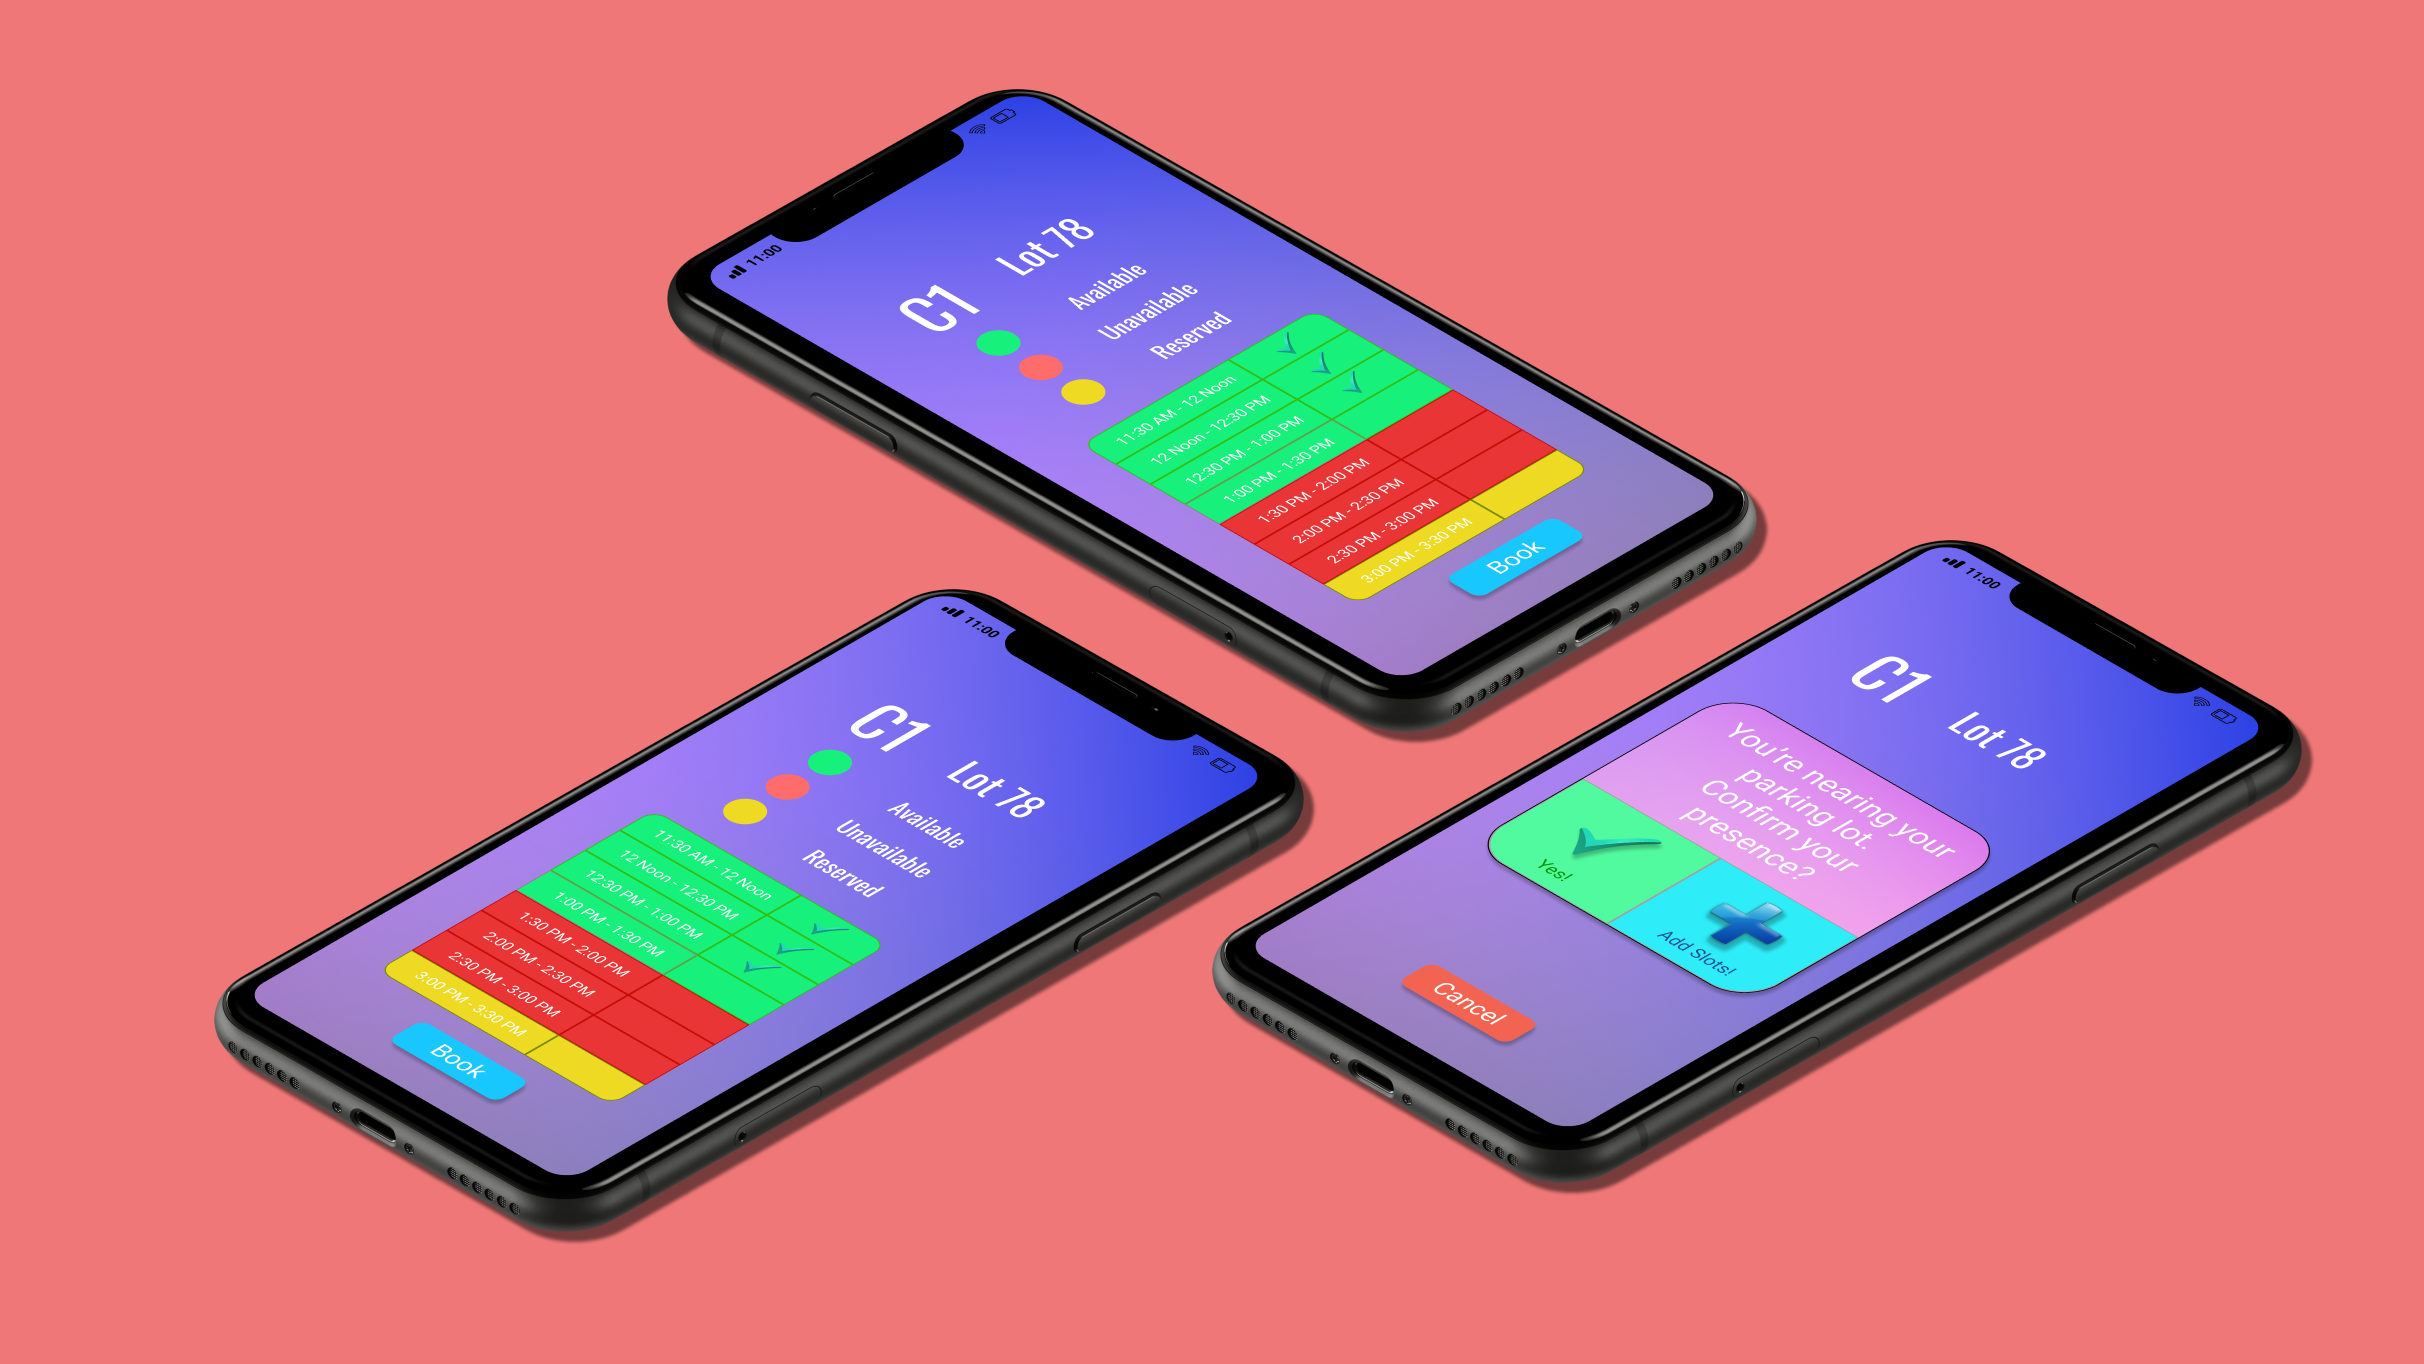 11:00
C1
Lot 78
Available
Unavailable
Reserved
11:30 AM - 12 Noon
12 Noon - 12:30 PM
12:30 PM - 1:00 PM
1:00 PM - 1:30 PM
1:30 PM - 2:00 PM
2:00 PM - 2:30 PM
2:30 PM - 3:00 PM
3:00 PM - 3:30 PM
Book
11:00
C1
Lot 78
Available
Unavailable
Reserved
11:30 AM - 12 Noon
12 Noon - 12:30 PM
12:30 PM - 1:00 PM
1:00 PM - 1:30 PM
1:30 PM - 2:00 PM
2:00 PM - 2:30 PM
2:30 PM - 3:00 PM
3:00 PM - 3:30 PM
Book
11:00
C1
Lot 78
You're nearing your
parking lot.
Confirm your
presence?
Yes!
Add Slots!
Cancel